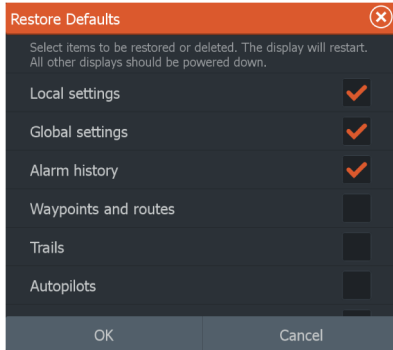 Restore Defaults
Select items to be restored or deleted. The display will restart.
All other displays should be powered down.
Local settings
Global settings
Alarm history
Waypoints and routes
Trails
Autopilots
OK
Cancel